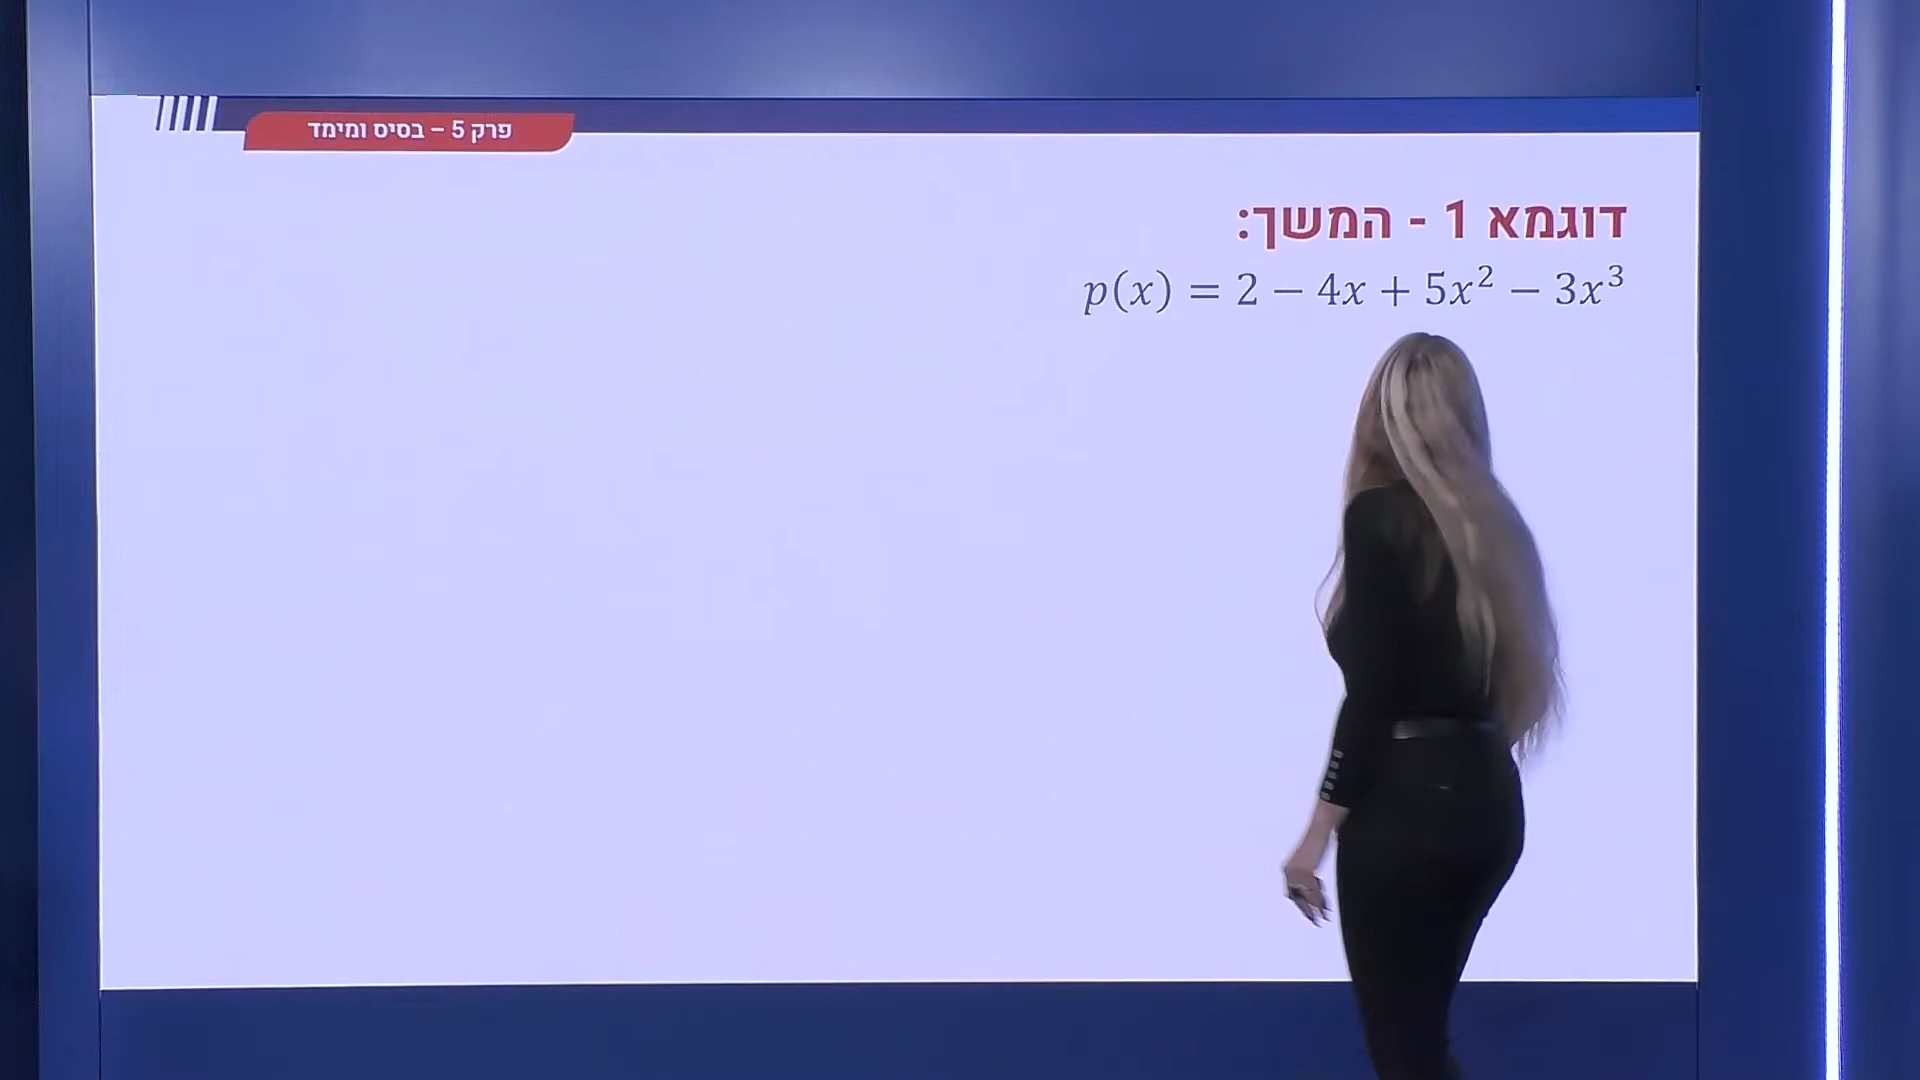 פרק 5 – בסיס ומימד
דוגמא 1 - המשך:
p(x) = 2 − 4x + 5x² − 3x³